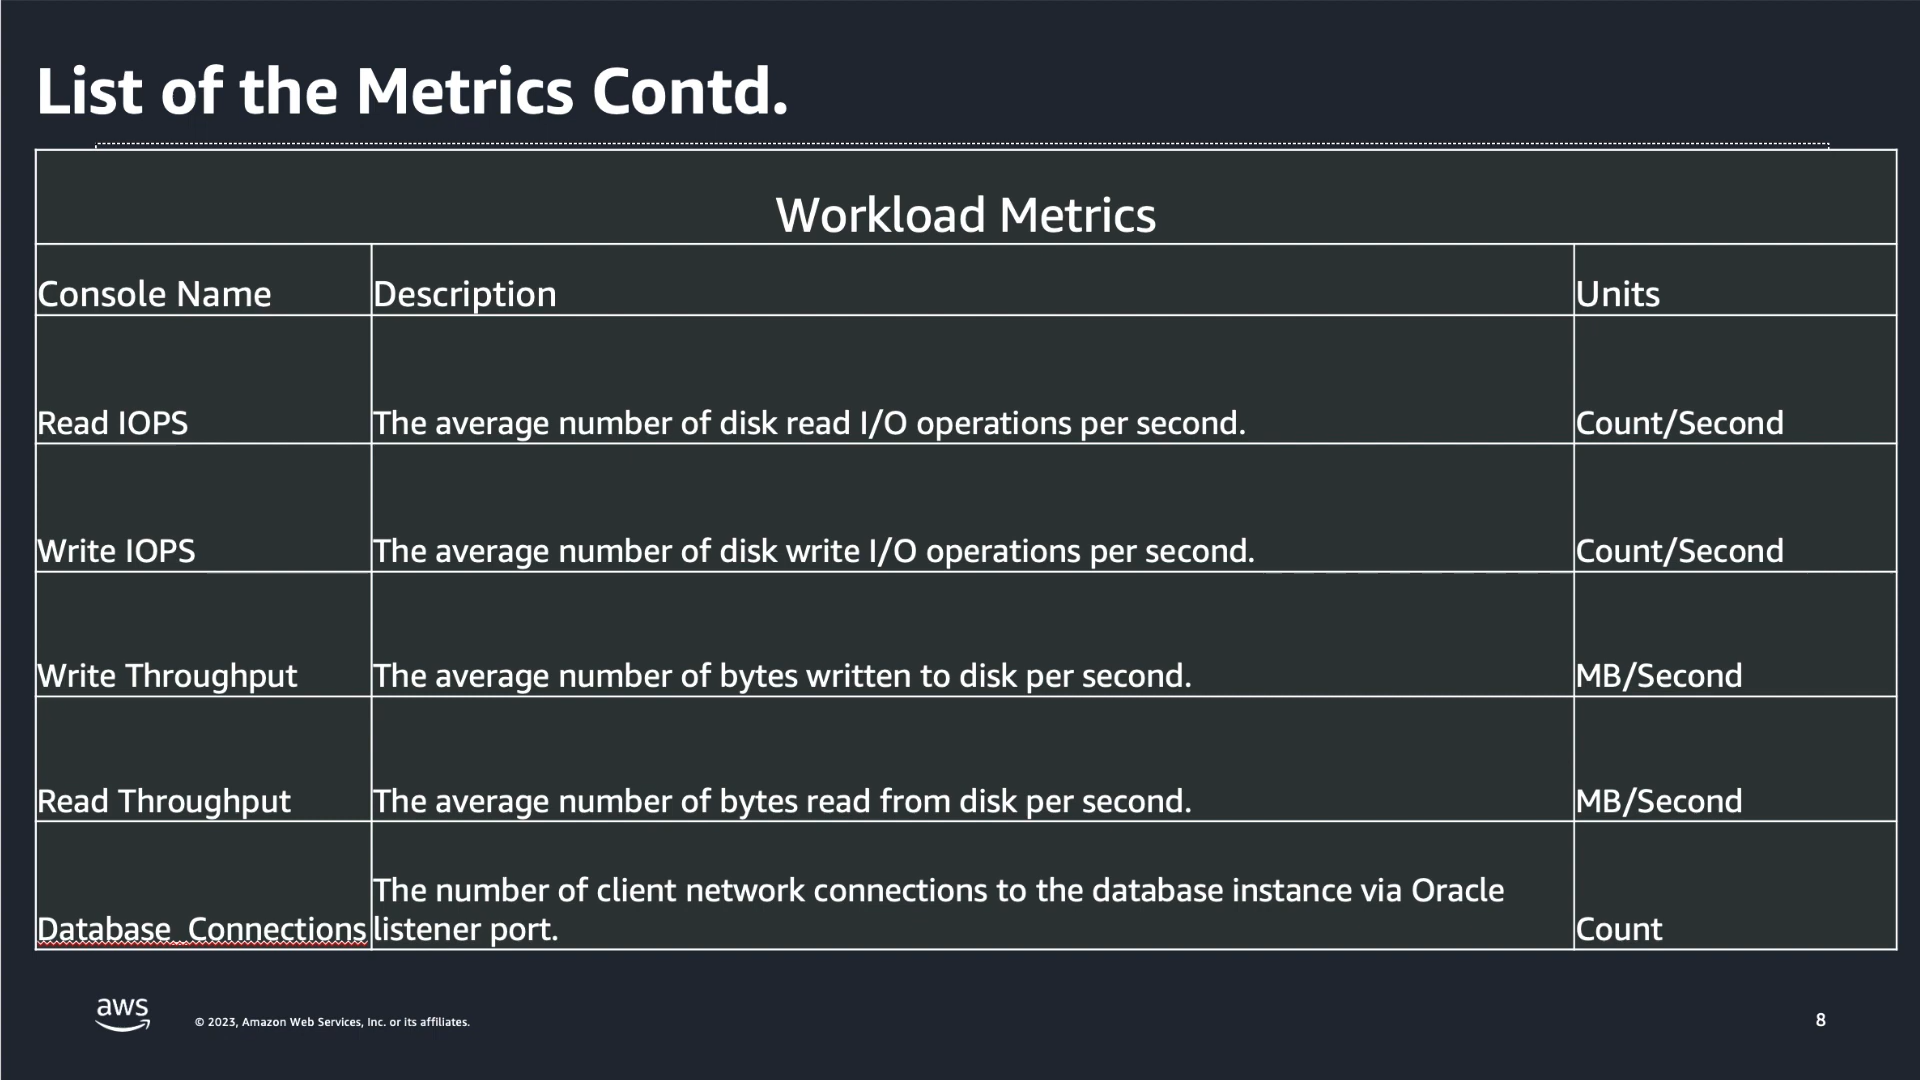 List of the Metrics Contd.
Workload Metrics
Console Name Description Units
Read IOPS The average number of disk read I/O operations per second. Count/Second
Write IOPS The average number of disk write I/O operations per second. Count/Second
Write Throughput The average number of bytes written to disk per second. MB/Second
Read Throughput The average number of bytes read from disk per second. MB/Second
The number of client network connections to the database instance via Oracle
Database_Connections listener port. Count
aws © 2023, Amazon Web Services, Inc. or its affiliates. 8